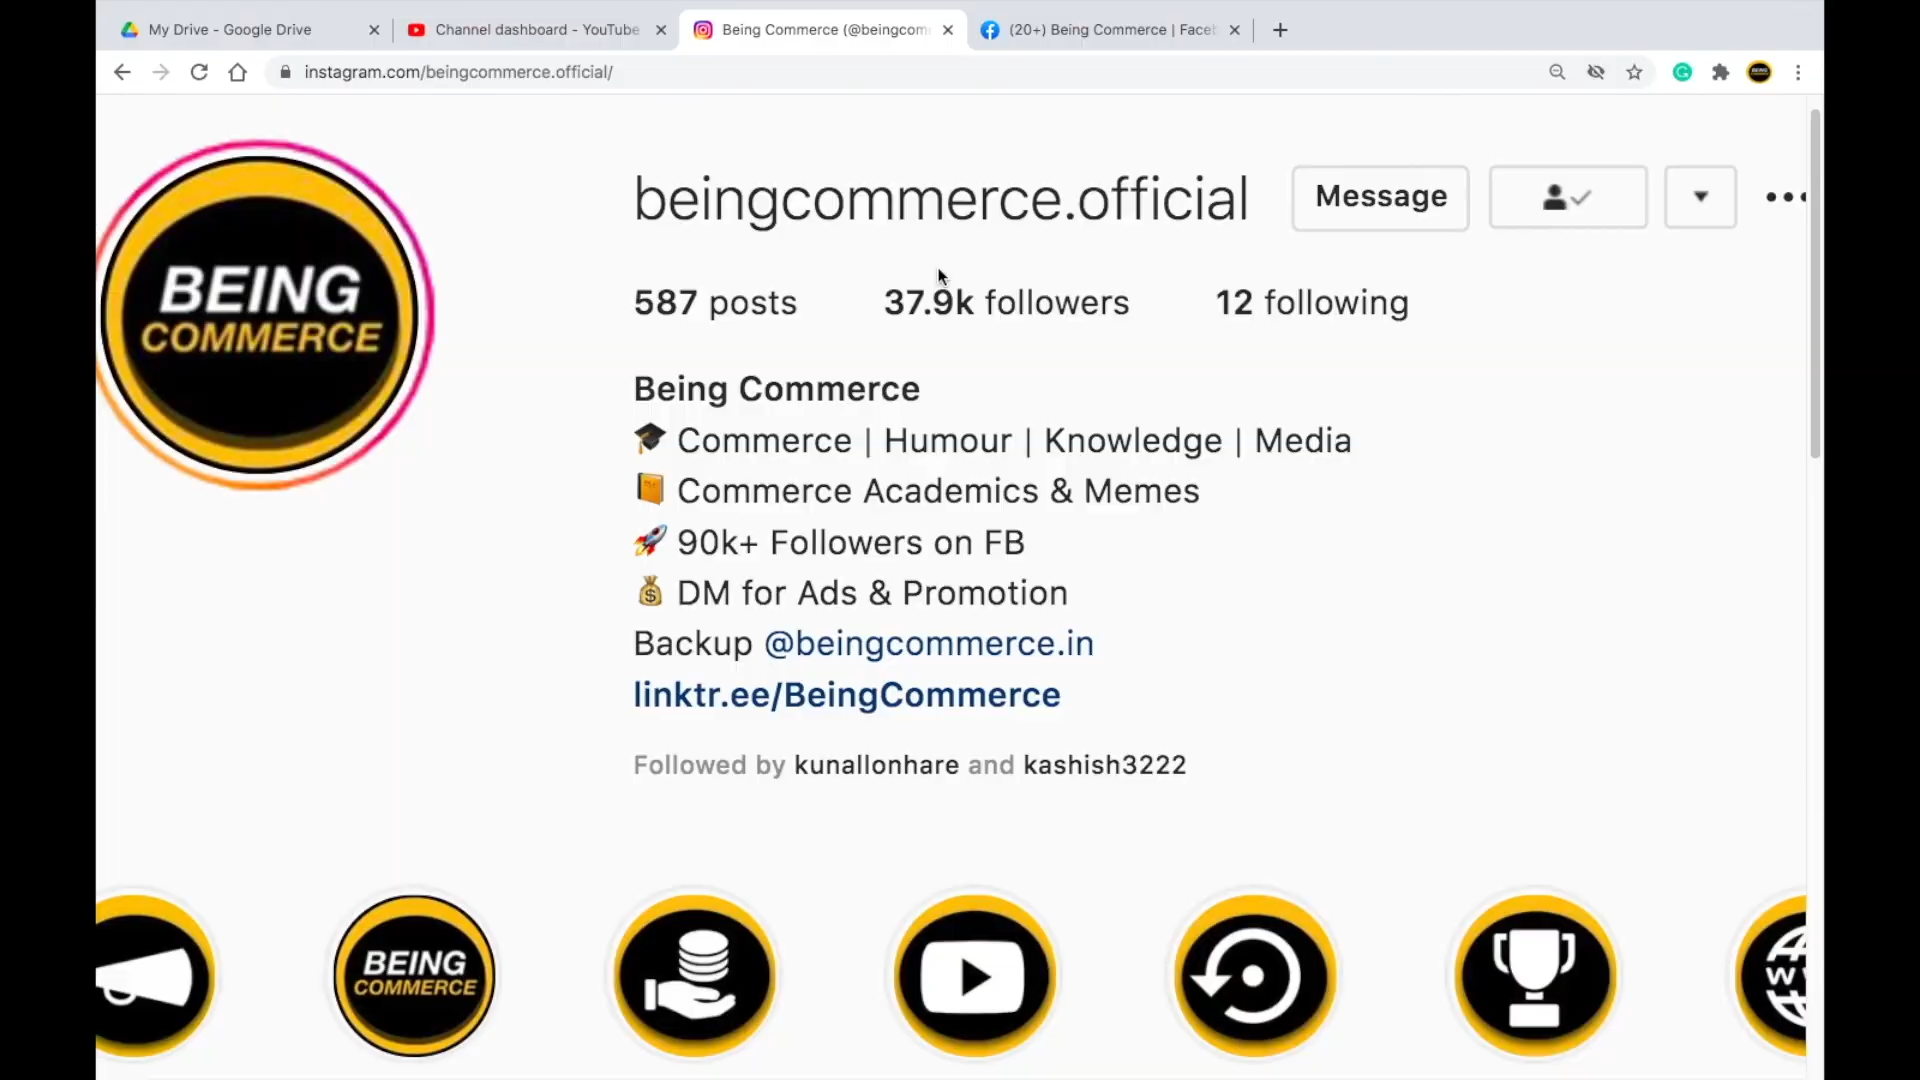 My Drive - Google Drive
Channel dashboard - YouTube
Being Commerce (@beingcom
(20+) Being Commerce | Face
instagram.com/beingcommerce.official/
BEING
COMMERCE
beingcommerce.official
Message
587 posts
37.9k followers
12 following
Being Commerce
🎓 Commerce | Humour | Knowledge | Media
📙 Commerce Academics & Memes
🚀 90k+ Followers on FB
💰 DM for Ads & Promotion
Backup @beingcommerce.in
linktr.ee/BeingCommerce
Followed by kunallonhare and kashish3222
BEING
COMMERCE